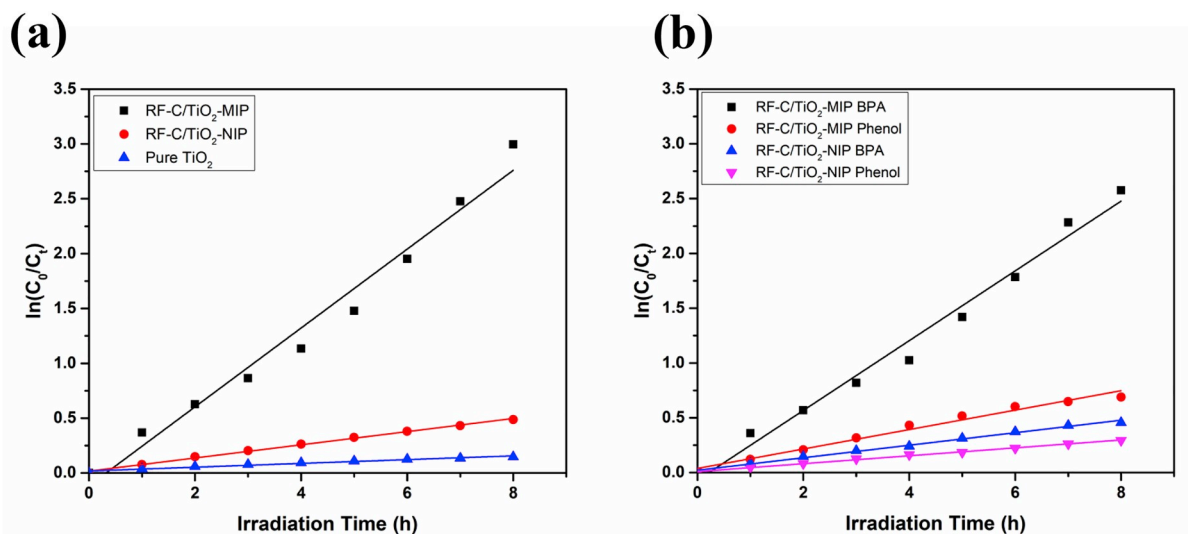 (a)
3.5
3.0
2.5
2.0
1.5
1.0
0.5
0.0
ln(C₀/Cₜ)
RF-C/TiO₂-MIP
RF-C/TiO₂-NIP
Pure TiO₂
0 2 4 6 8
Irradiation Time (h)
(b)
3.5
3.0
2.5
2.0
1.5
1.0
0.5
0.0
ln(C₀/Cₜ)
RF-C/TiO₂-MIP BPA
RF-C/TiO₂-MIP Phenol
RF-C/TiO₂-NIP BPA
RF-C/TiO₂-NIP Phenol
0 2 4 6 8
Irradiation Time (h)